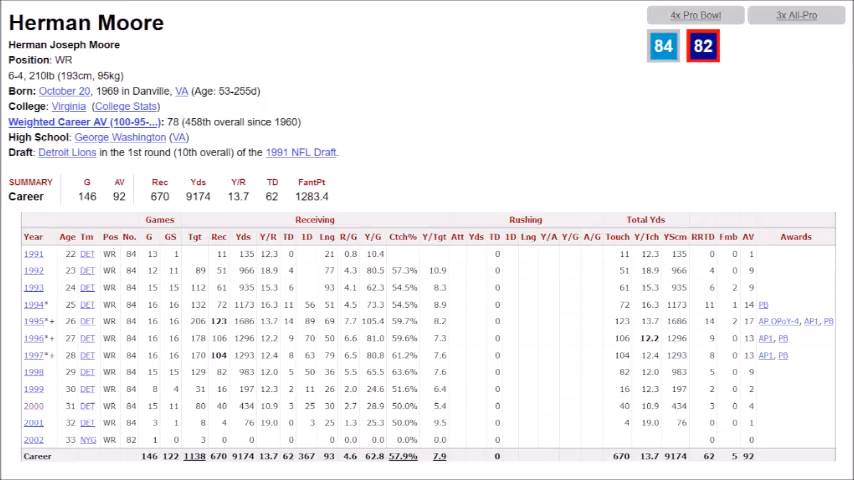 Herman Moore
4x Pro Bowl 3x All-Pro
Herman Joseph Moore
84 82
Position: WR
6-4, 210lb (193cm, 95kg)
Born: October 20, 1969 in Danville, VA (Age: 53-255d)
College: Virginia (College Stats)
Weighted Career AV (100-95-...): 78 (458th overall since 1960)
High School: George Washington (VA)
Draft: Detroit Lions in the 1st round (10th overall) of the 1991 NFL Draft.
SUMMARY G AV Rec Yds Y/R TD FantPt
Career 146 92 670 9174 13.7 62 1283.4
Games Receiving Rushing Total Yds
Year Age Tm Pos No. G GS Tgt Rec Yds Y/R TD 1D Lng R/G Y/G Ctch% Y/Tgt Att Yds TD 1D Lng Y/A Y/G A/G Touch Y/Tch YScm RRTD Fmb AV Awards
1991 22 DET WR 84 13 1 11 135 12.3 0 21 0.8 10.4 0 11 12.3 135 0 0 1
1992 23 DET WR 84 12 11 89 51 966 18.9 4 77 4.3 80.5 57.3% 10.9 0 51 18.9 966 4 0 9
1993 24 DET WR 84 15 15 112 61 935 15.3 6 93 4.1 62.3 54.5% 8.3 0 61 15.3 935 6 2 9
1994* 25 DET WR 84 16 16 132 72 1173 16.3 11 56 51 4.5 73.3 54.5% 8.9 0 72 16.3 1173 11 1 14 PB
1995*+ 26 DET WR 84 16 16 206 123 1686 13.7 14 89 69 7.7 105.4 59.7% 8.2 0 123 13.7 1686 14 2 17 AP OPoY-4, AP1, PB
1996*+ 27 DET WR 84 16 16 178 106 1296 12.2 9 70 50 6.6 81.0 59.6% 7.3 0 106 12.2 1296 9 0 13 AP1, PB
1997*+ 28 DET WR 84 16 16 170 104 1293 12.4 8 63 79 6.5 80.8 61.2% 7.6 0 104 12.4 1293 8 0 13 AP1, PB
1998 29 DET WR 84 15 15 129 82 983 12.0 5 50 36 5.5 65.5 63.6% 7.6 0 82 12.0 983 5 0 9
1999 30 DET WR 84 8 4 31 16 197 12.3 2 11 26 2.0 24.6 51.6% 6.4 0 16 12.3 197 2 0 2
2000 31 DET WR 84 15 11 80 40 434 10.9 3 25 30 2.7 28.9 50.0% 5.4 0 40 10.9 434 3 0 4
2001 32 DET WR 84 3 1 8 4 76 19.0 0 3 25 1.3 25.3 50.0% 9.5 0 4 19.0 76 0 0 1
2002 33 NYG WR 82 1 0 3 0 0 0 0 0 0.0 0.0 0.0% 0.0 0 0 0 0
Career 146 122 1138 670 9174 13.7 62 367 93 4.6 62.8 57.9% 7.9 0 670 13.7 9174 62 5 92